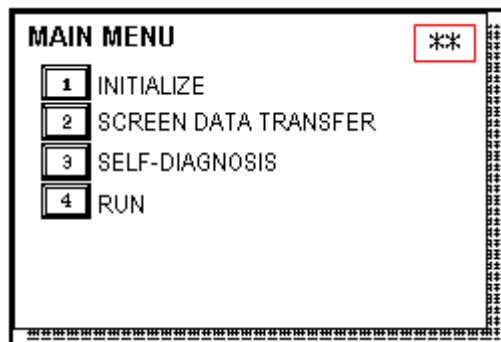 MAIN MENU **
1 INITIALIZE
2 SCREEN DATA TRANSFER
3 SELF-DIAGNOSIS
4 RUN